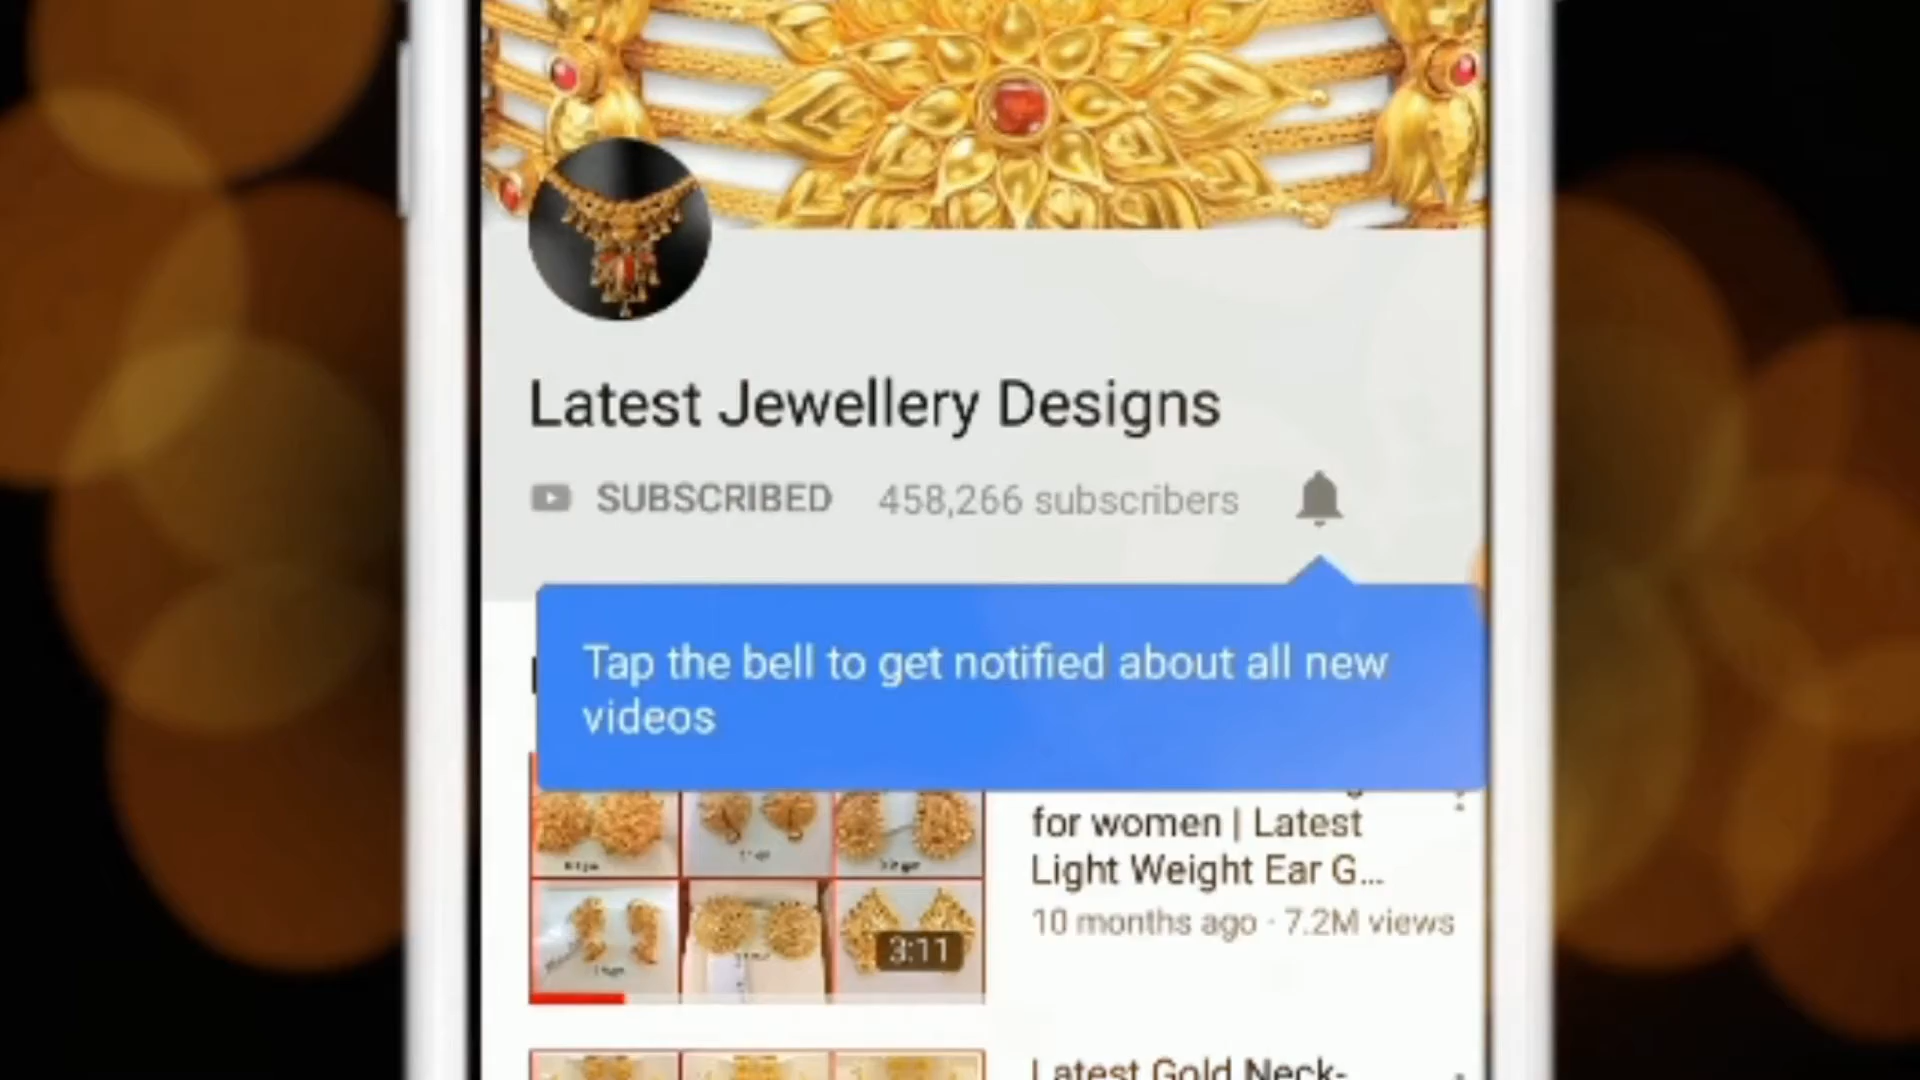 Latest Jewellery Designs
SUBSCRIBED 458,266 subscribers
Tap the bell to get notified about all new
videos
for women | Latest
Light Weight Ear G...
10 months ago · 7.2M views
3:11
Latest Gold Neck-